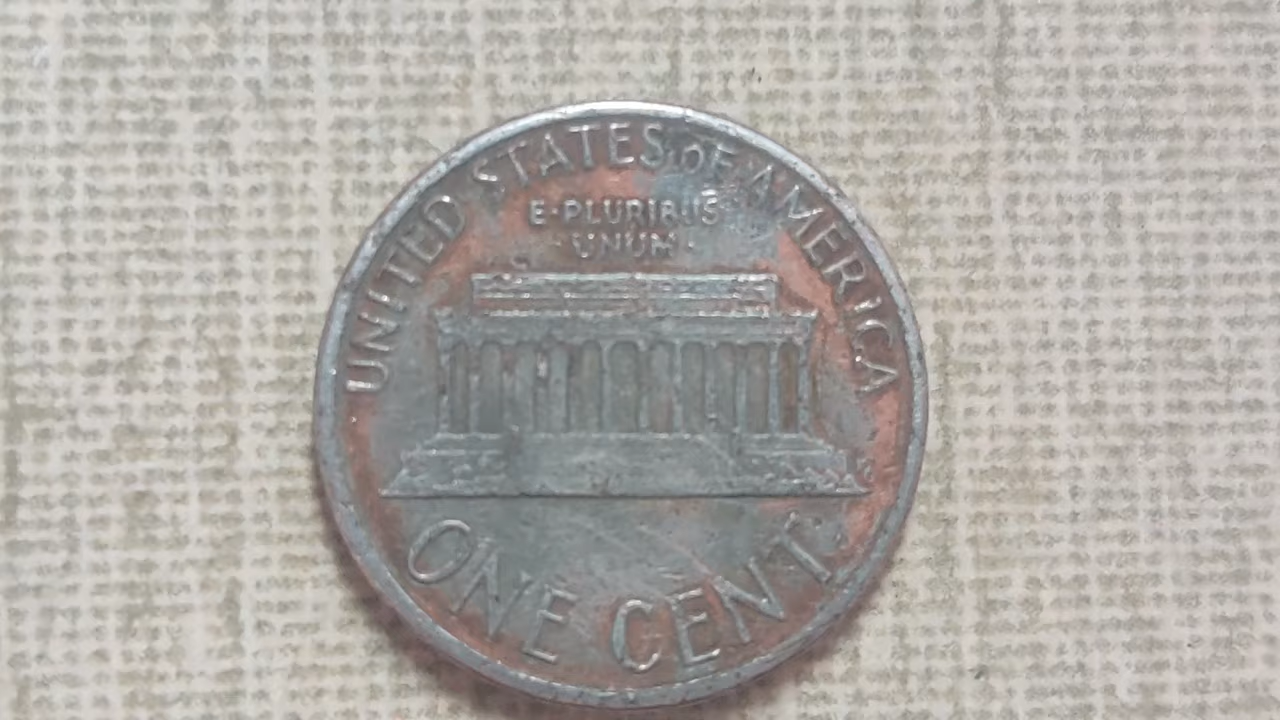 UNITED STATES OF AMERICA
E·PLURIBUS
·UNUM·
ONE CENT